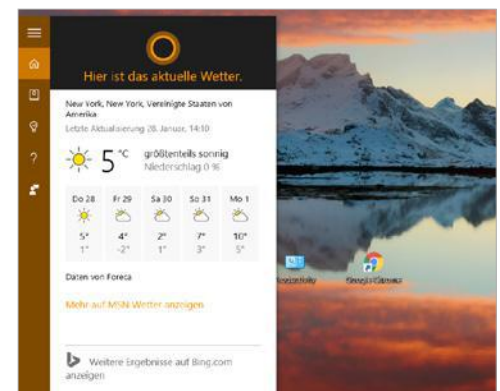 Hier ist das aktuelle Wetter.
New York, New York, Vereinigte Staaten von
Amerika
Letzte Aktualisierung 28. Januar, 14:10
5 °C
größtenteils sonnig
Niederschlag 0 %
Do 28 Fr 29 Sa 30 So 31 Mo 1
5° 4° 2° 7° 10°
1° -2° 1° 3° 5°
Daten von Foreca
Mehr auf MSN Wetter anzeigen
Weitere Ergebnisse auf Bing.com
anzeigen
Google Chrome